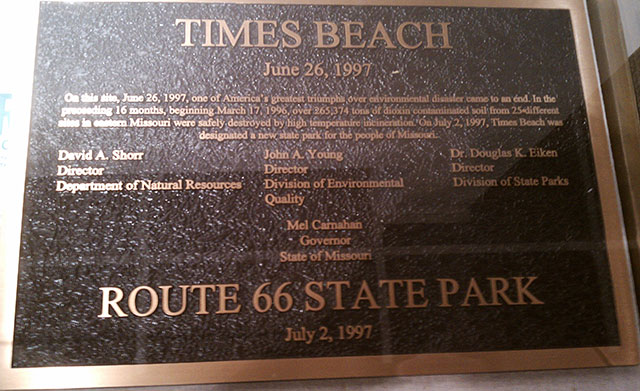 TIMES BEACH
June 26, 1997
On this site, June 26, 1997, one of America's greatest triumphs over environmental disaster came to an end. In the
preceeding 16 months, beginning March 17, 1996, over 265,374 tons of dioxin contaminated soil from 25 different
sites in eastern Missouri were safely destroyed by high temperature incineration. On July 2, 1997, Times Beach was
designated a new state park for the people of Missouri.
David A. Shorr
Director
Department of Natural Resources
John A. Young
Director
Division of Environmental
Quality
Dr. Douglas K. Eiken
Director
Division of State Parks
Mel Carnahan
Governor
State of Missouri
ROUTE 66 STATE PARK
July 2, 1997